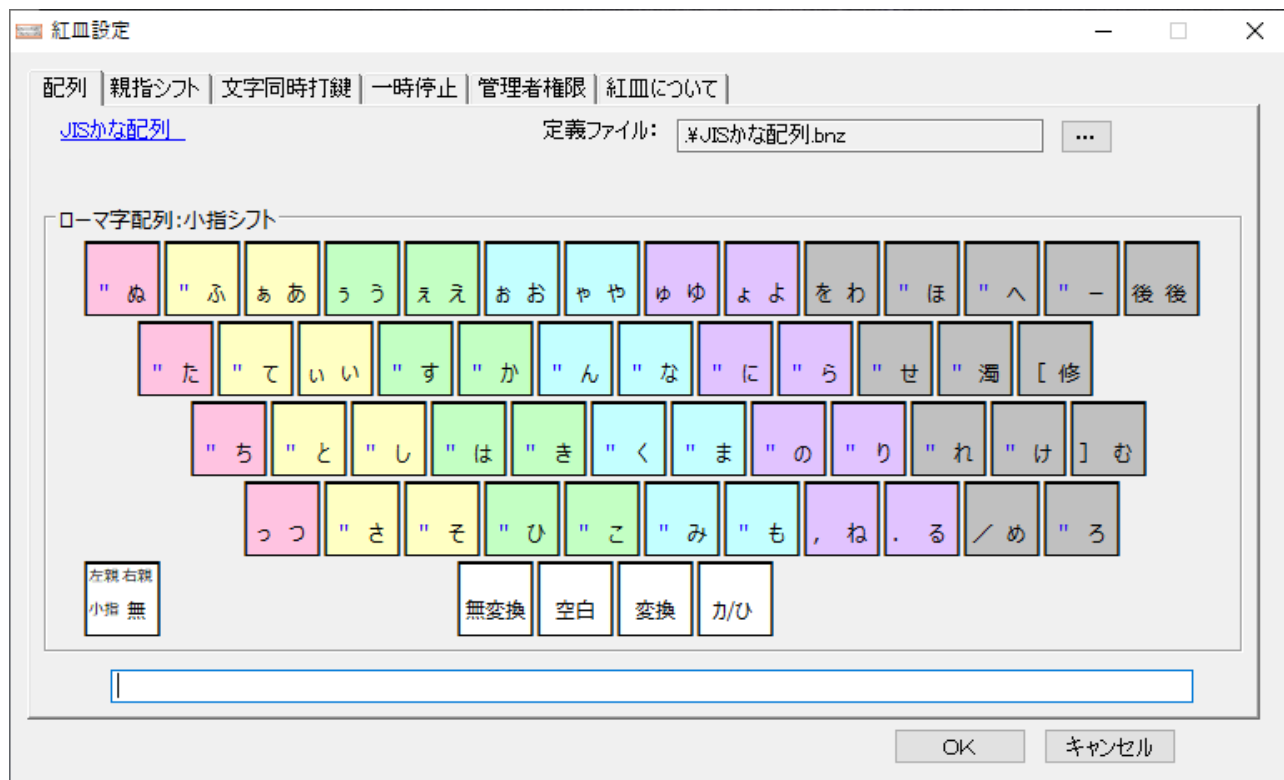 紅皿設定
配列 親指シフト 文字同時打鍵 一時停止 管理者権限 紅皿について
JISかな配列 定義ファイル: .¥JISかな配列.bnz ...
ローマ字配列:小指シフト
" ぬ " ふ ぁ あ ぅ う ぇ え ぉ お ゃ や ゅ ゆ ょ よ を わ " ほ " へ " ー 後 後
" た " て ぃ い " す " か " ん " な " に " ら " せ " 濁 [ 修
" ち " と " し " は " き " く " ま " の " り " れ " け ] む
っ つ " さ " そ " ひ " こ " み " も , ね . る ／ め " ろ
左親 右親
小指 無 無変換 空白 変換 カ/ひ
OK キャンセル